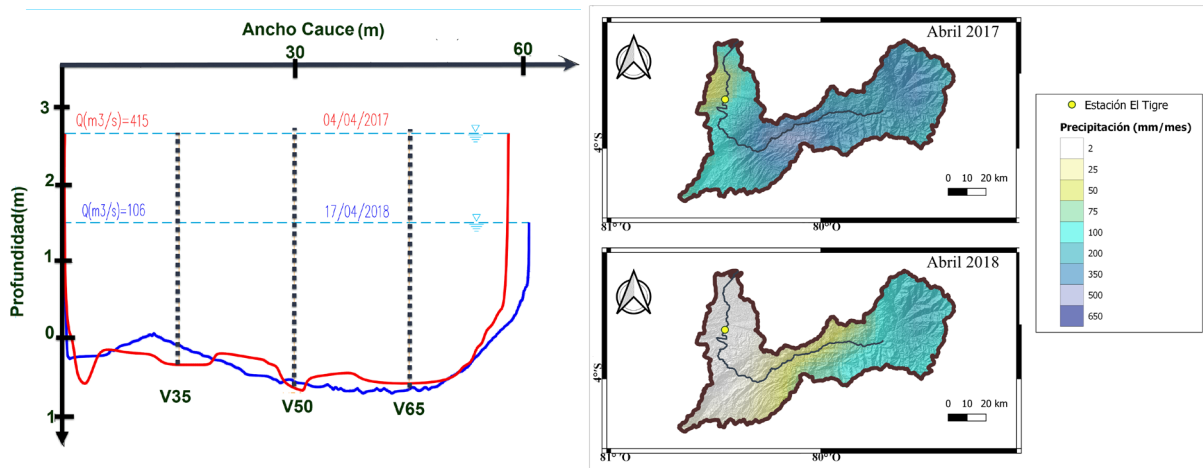 Ancho Cauce (m)
30
60
Profundidad(m)
3
2
1
0
1
Q(m3/s)=415
04/04/2017
Q(m3/s)=106
17/04/2018
V35
V50
V65
Abril 2017
4°S
0 10 20 km
81°O
80°O
Abril 2018
4°S
0 10 20 km
81°O
80°O
Estación El Tigre
Precipitación (mm/mes)
2
25
50
75
100
200
350
500
650